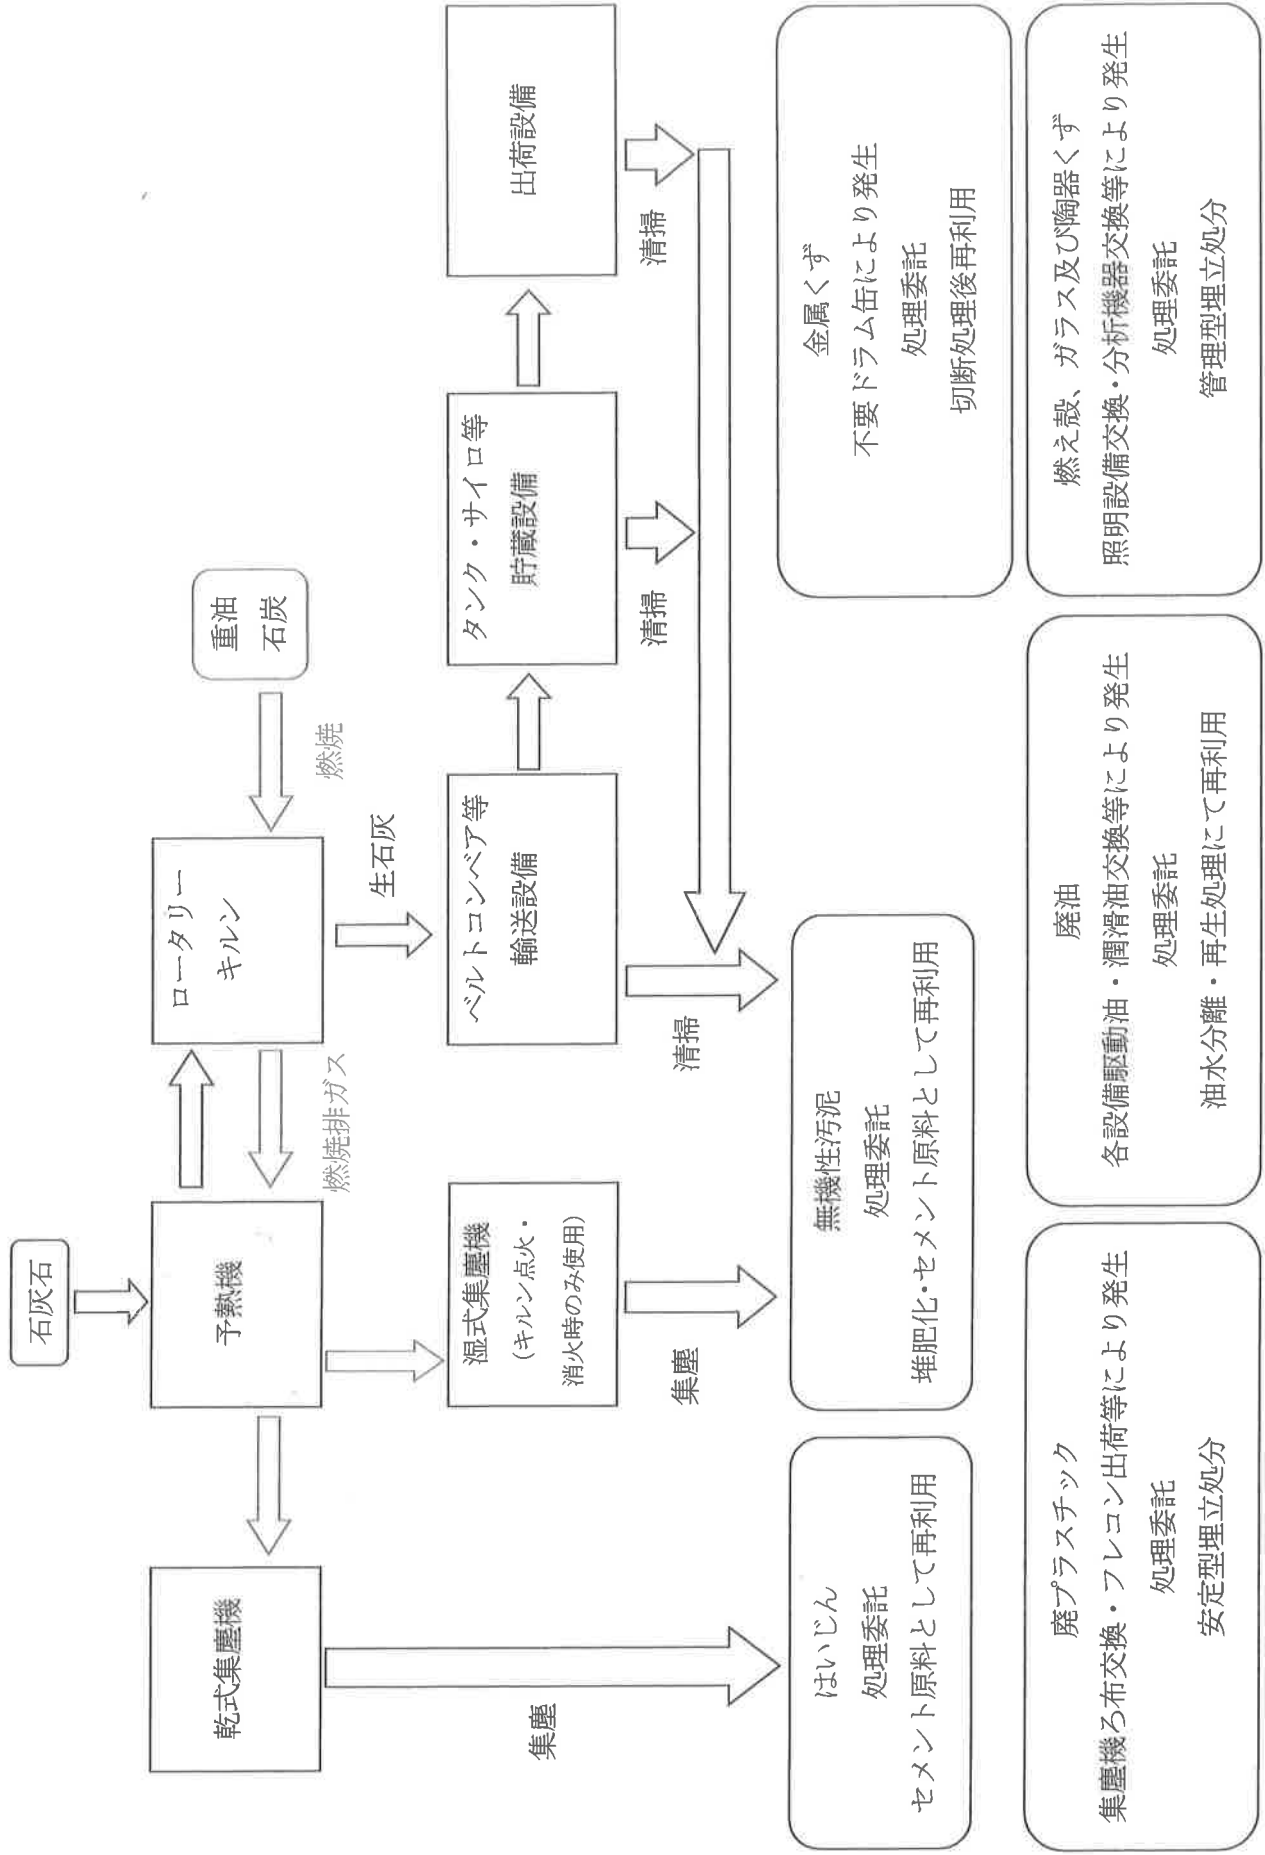 石灰石
乾式集塵機
予熱機
ロータリー
キルン
重油
石炭
燃焼排ガス
燃焼
生石灰
湿式集塵機
(キルン点火・
消火時のみ使用)
ベルトコンベア等
輸送設備
タンク・サイロ等
貯蔵設備
出荷設備
集塵
集塵
清掃
清掃
清掃
はいじん
処理委託
セメント原料として再利用
無機性汚泥
処理委託
堆肥化・セメント原料として再利用
金属くず
不要ドラム缶により発生
処理委託
切断処理後再利用
廃プラスチック
集塵機ろ布交換・フレコン出荷等により発生
処理委託
安定型埋立処分
廃油
各設備駆動油・潤滑油交換等により発生
処理委託
油水分離・再生処理にて再利用
燃え殻、ガラス及び陶器くず
照明設備交換・分析機器交換等により発生
処理委託
管理型埋立処分